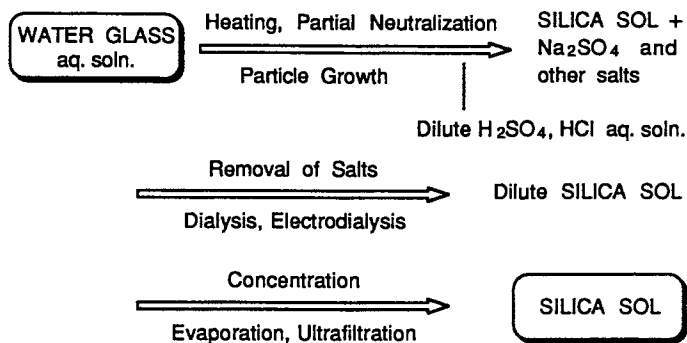 WATER GLASS
aq. soln.
Heating, Partial Neutralization
Particle Growth
SILICA SOL +
Na₂SO₄ and
other salts
Dilute H₂SO₄, HCl aq. soln.
Removal of Salts
Dialysis, Electrodialysis
Dilute SILICA SOL
Concentration
Evaporation, Ultrafiltration
SILICA SOL